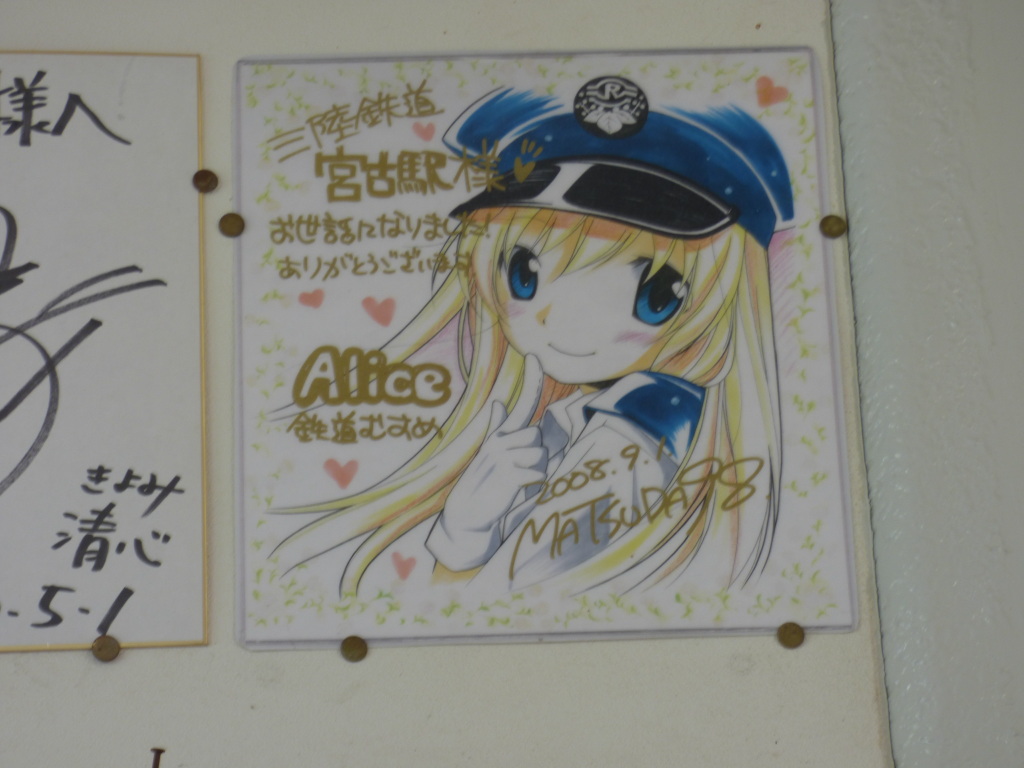 様へ
きよみ
清心
-5-1
三陸鉄道
宮古駅様
お世話になりました!
ありがとうございます
Alice
鉄道むすめ
2008.9.6
MATSUDA98
R